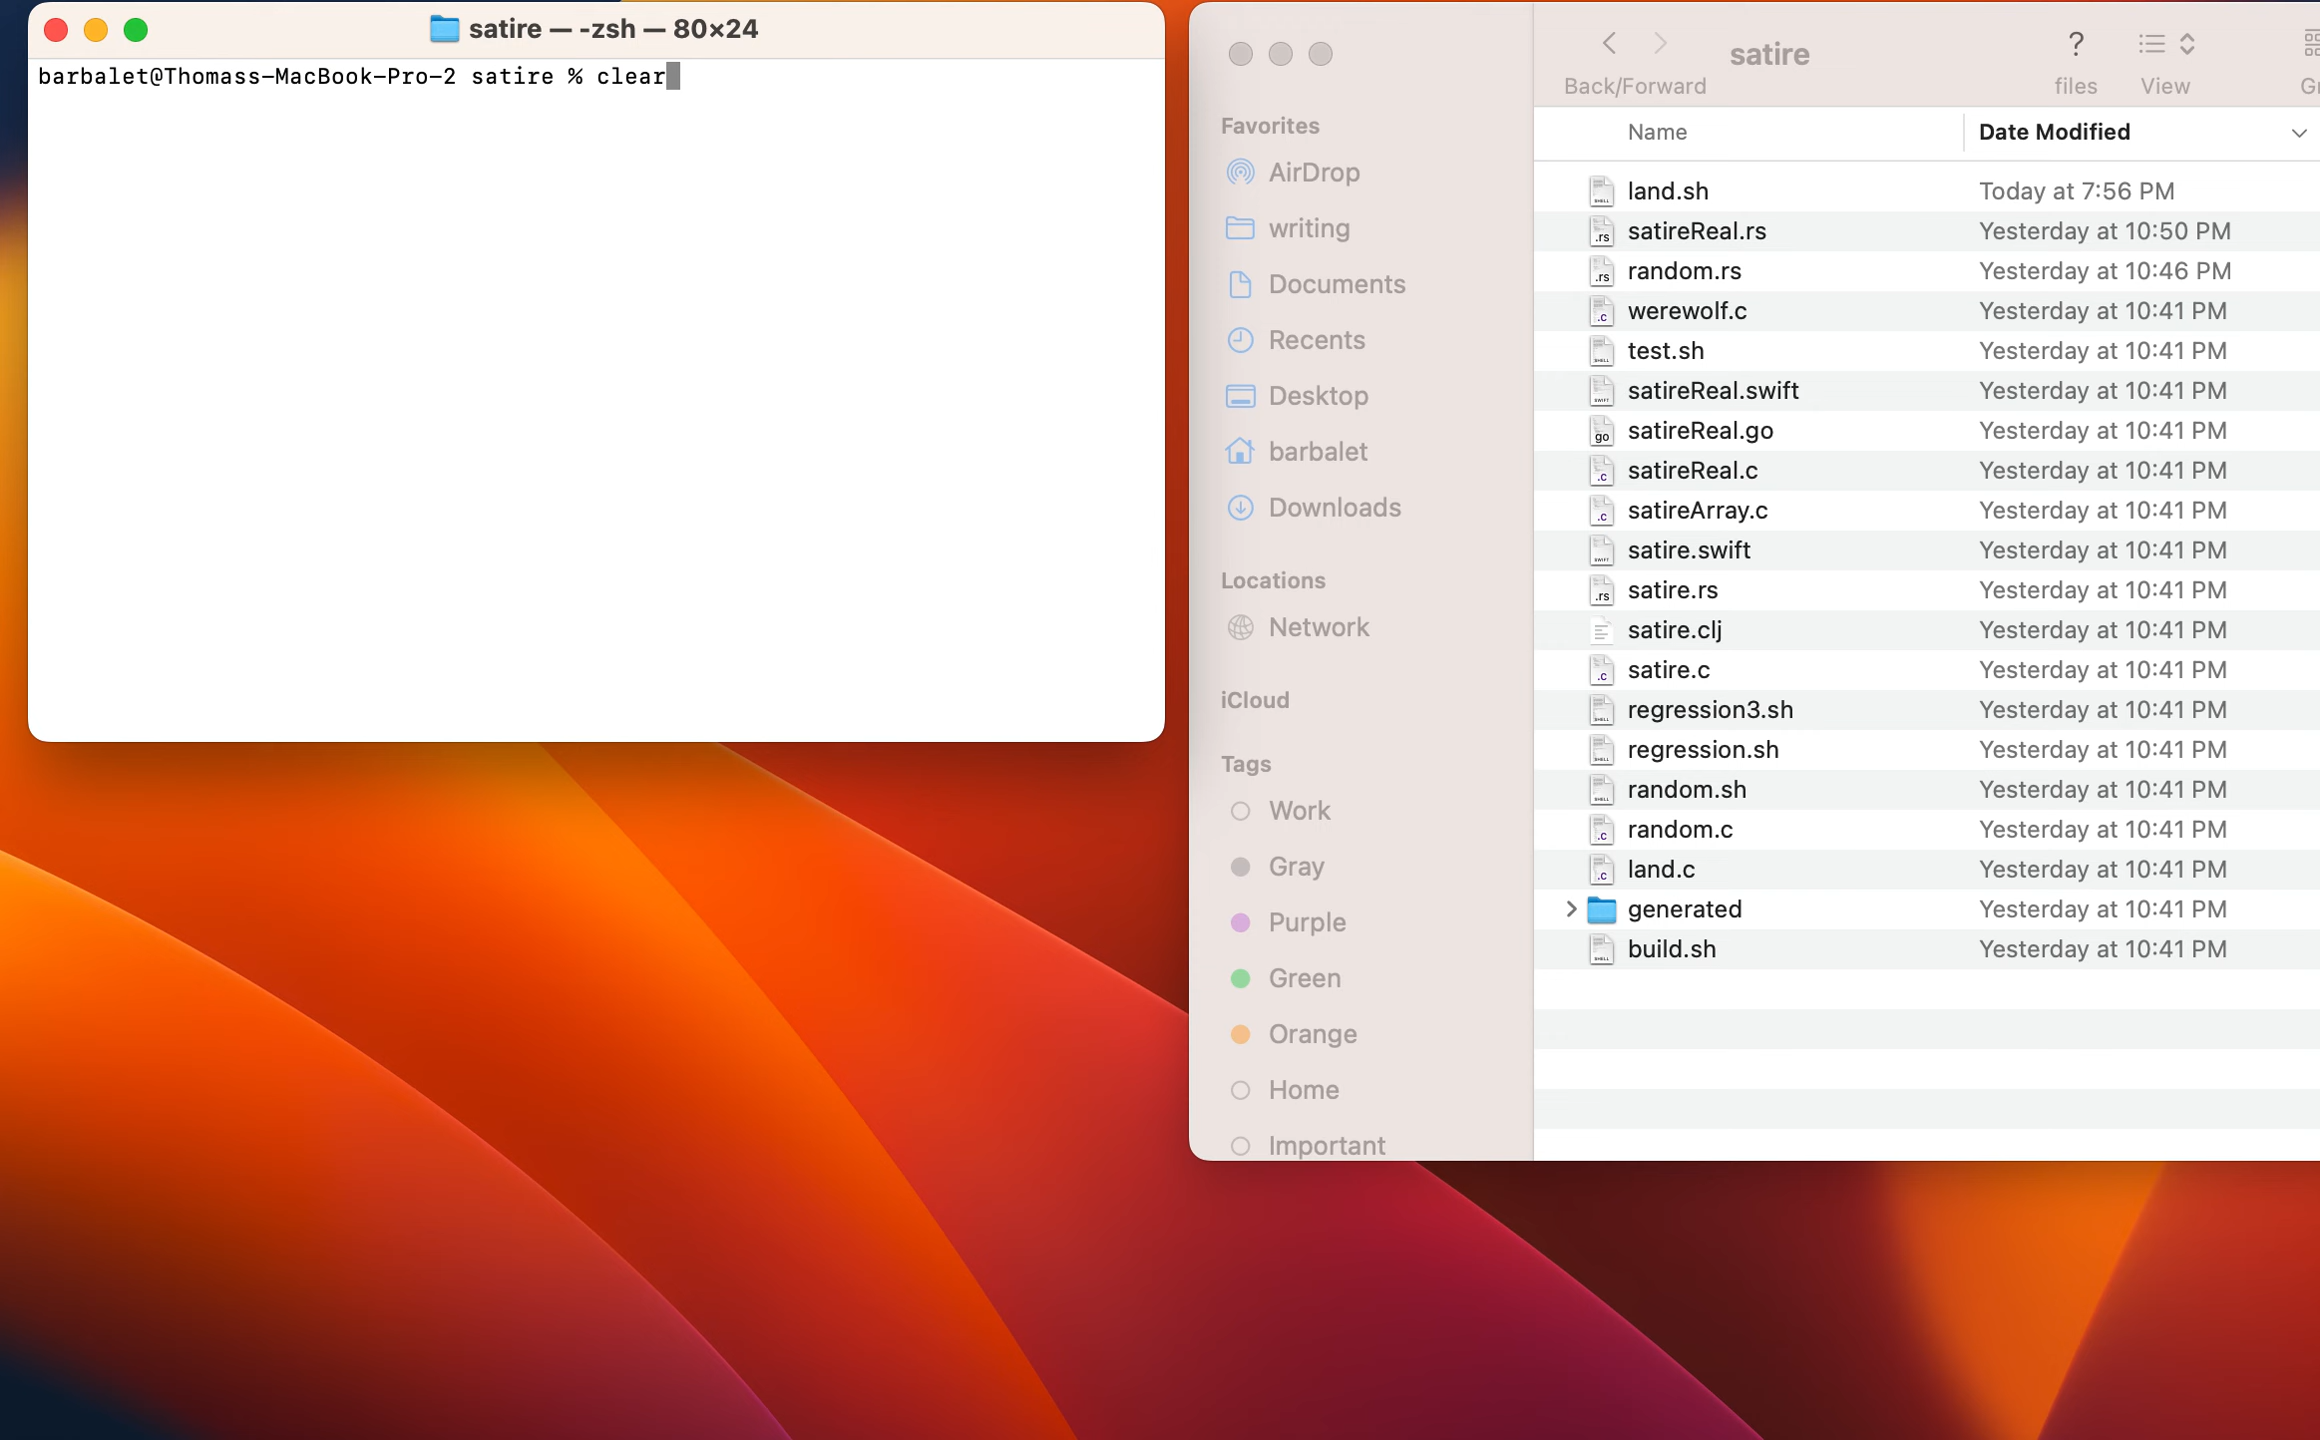 satire — -zsh — 80×24
barbalet@Thomass-MacBook-Pro-2 satire % clear
satire
Back/Forward
?
files
View
Favorites
AirDrop
writing
Documents
Recents
Desktop
barbalet
Downloads
Locations
Network
iCloud
Tags
Work
Gray
Purple
Green
Orange
Home
Important
Name Date Modified
land.sh Today at 7:56 PM
satireReal.rs Yesterday at 10:50 PM
random.rs Yesterday at 10:46 PM
werewolf.c Yesterday at 10:41 PM
test.sh Yesterday at 10:41 PM
satireReal.swift Yesterday at 10:41 PM
satireReal.go Yesterday at 10:41 PM
satireReal.c Yesterday at 10:41 PM
satireArray.c Yesterday at 10:41 PM
satire.swift Yesterday at 10:41 PM
satire.rs Yesterday at 10:41 PM
satire.clj Yesterday at 10:41 PM
satire.c Yesterday at 10:41 PM
regression3.sh Yesterday at 10:41 PM
regression.sh Yesterday at 10:41 PM
random.sh Yesterday at 10:41 PM
random.c Yesterday at 10:41 PM
land.c Yesterday at 10:41 PM
generated Yesterday at 10:41 PM
build.sh Yesterday at 10:41 PM